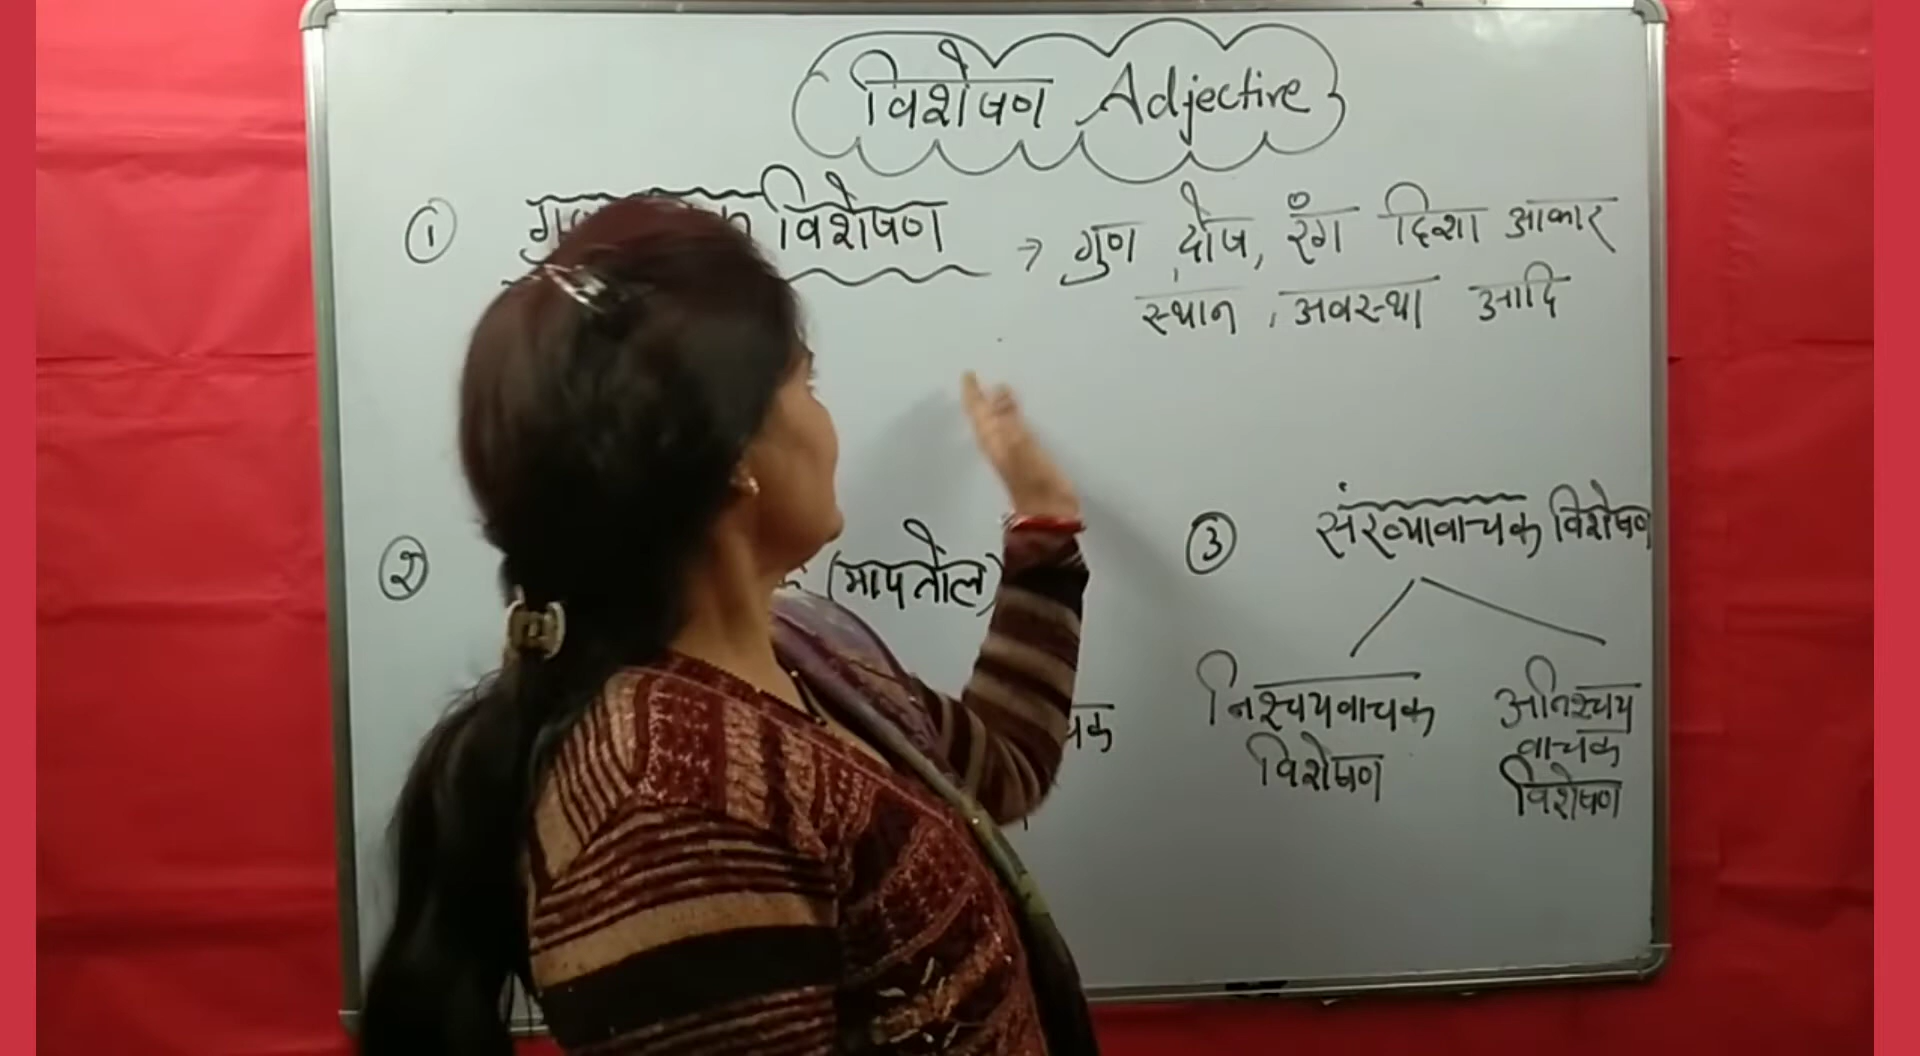 विशेषण Adjective
① विशेषण → गुण, दोष, रंग दिशा आकार
स्थान, अवस्था आदि
② (मापतौल)
③ संख्यावाचक विशेषण
निश्चयवाचक विशेषण
अनिश्चय वाचक विशेषण